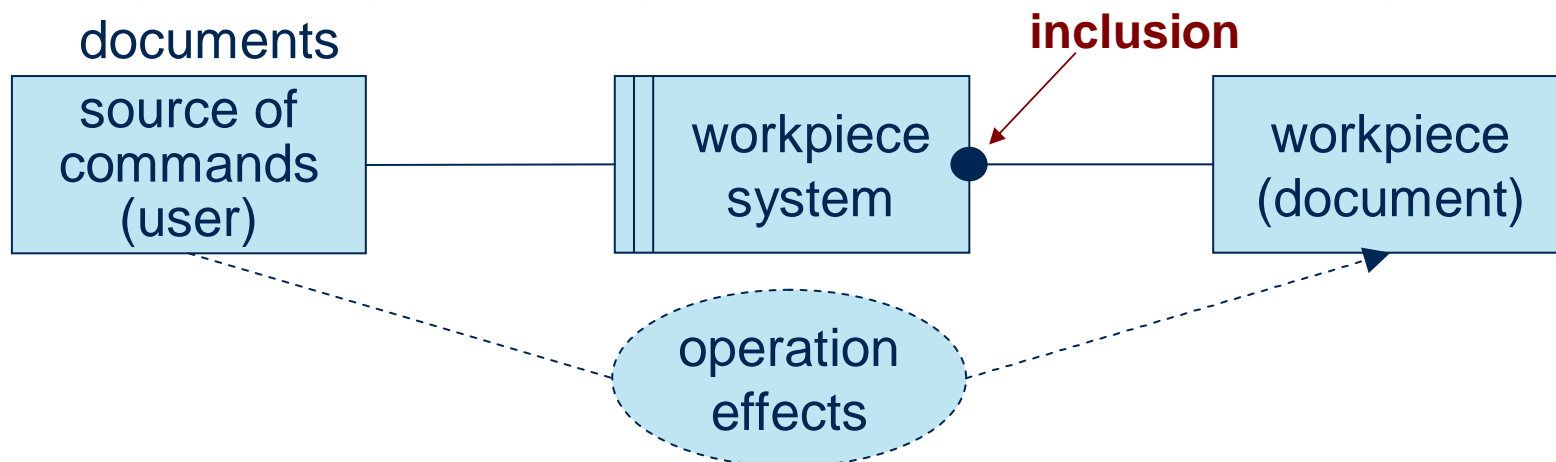 documents
inclusion
source of
commands
(user)
workpiece
system
workpiece
(document)
operation
effects